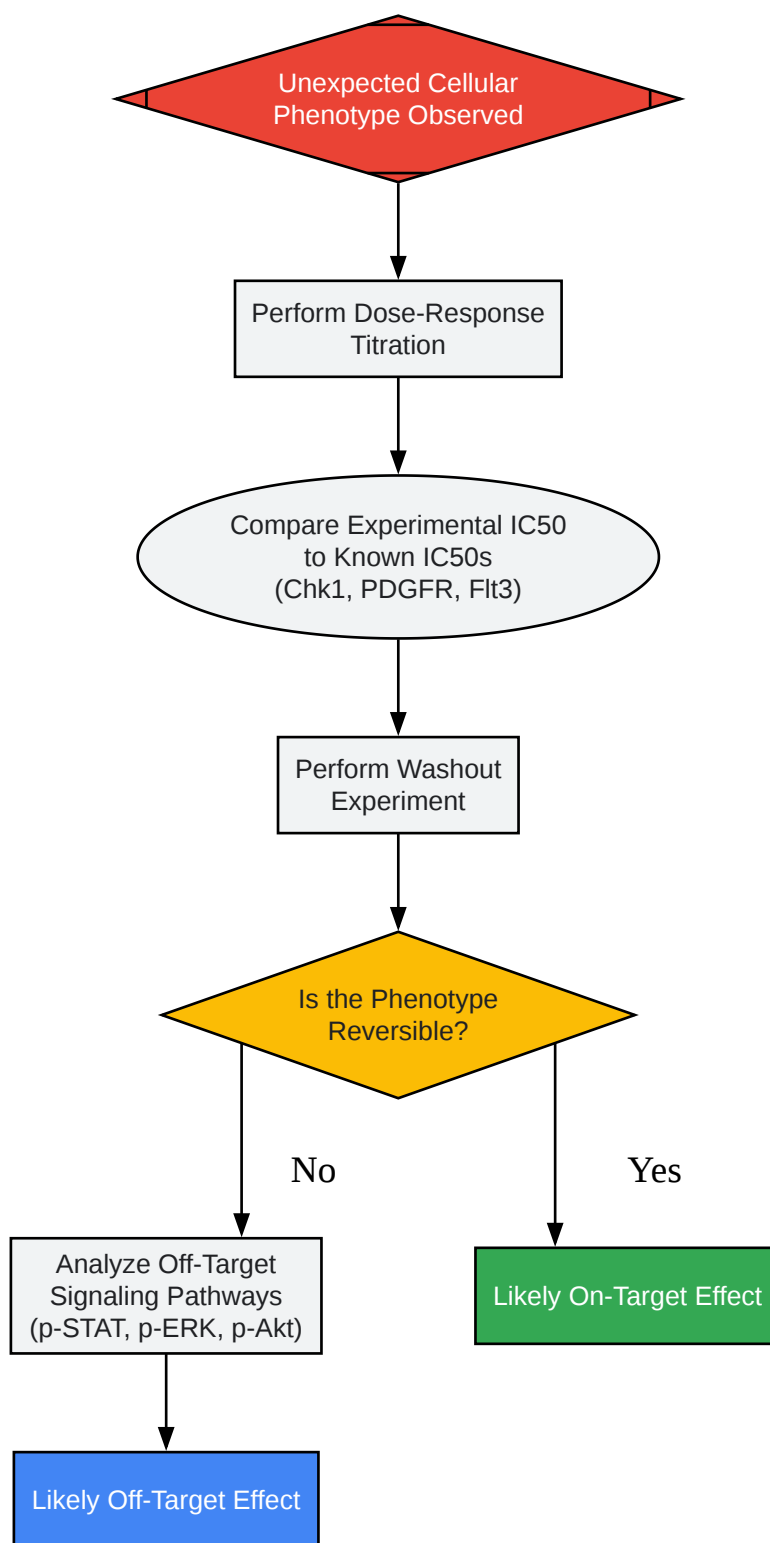 Unexpected Cellular
Phenotype Observed
Perform Dose-Response
Titration
Compare Experimental IC50
to Known IC50s
(Chk1, PDGFR, Flt3)
Perform Washout
Experiment
Is the Phenotype
Reversible?
No
Yes
Analyze Off-Target
Signaling Pathways
(p-STAT, p-ERK, p-Akt)
Likely On-Target Effect
Likely Off-Target Effect